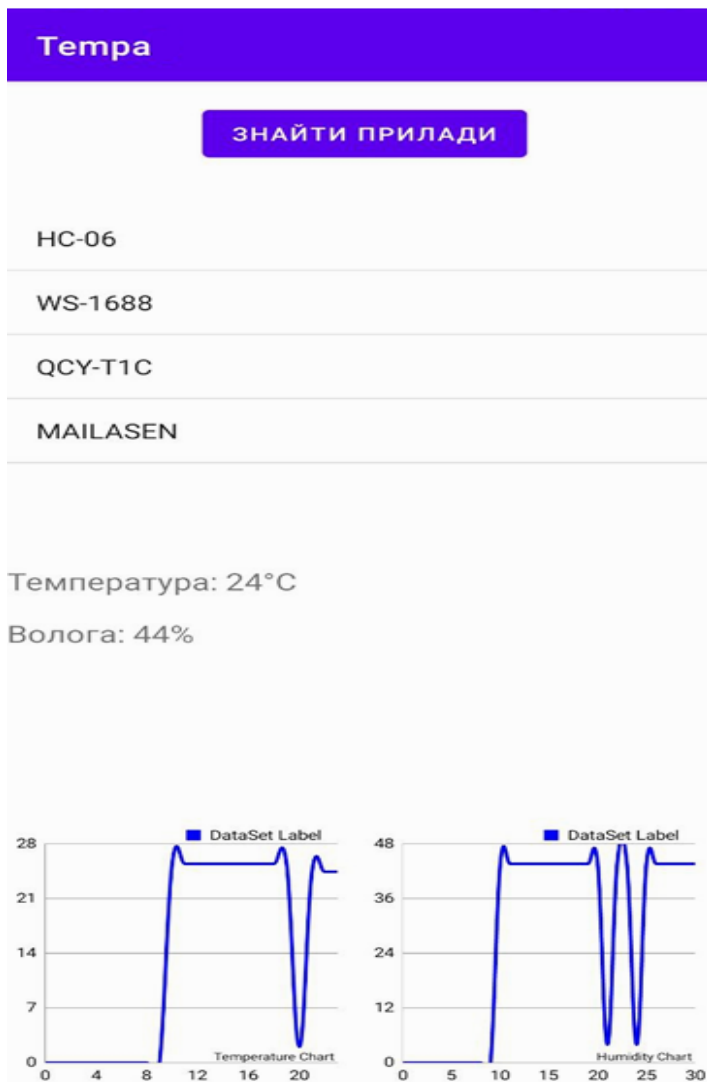 Tempa
ЗНАЙТИ ПРИЛАДИ
HC-06
WS-1688
QCY-T1C
MAILASEN
Температура: 24°C
Волога: 44%
DataSet Label
28
21
14
7
0
Temperature Chart
0 4 8 12 16 20
DataSet Label
48
36
24
12
0
Humidity Chart
0 5 10 15 20 25 30